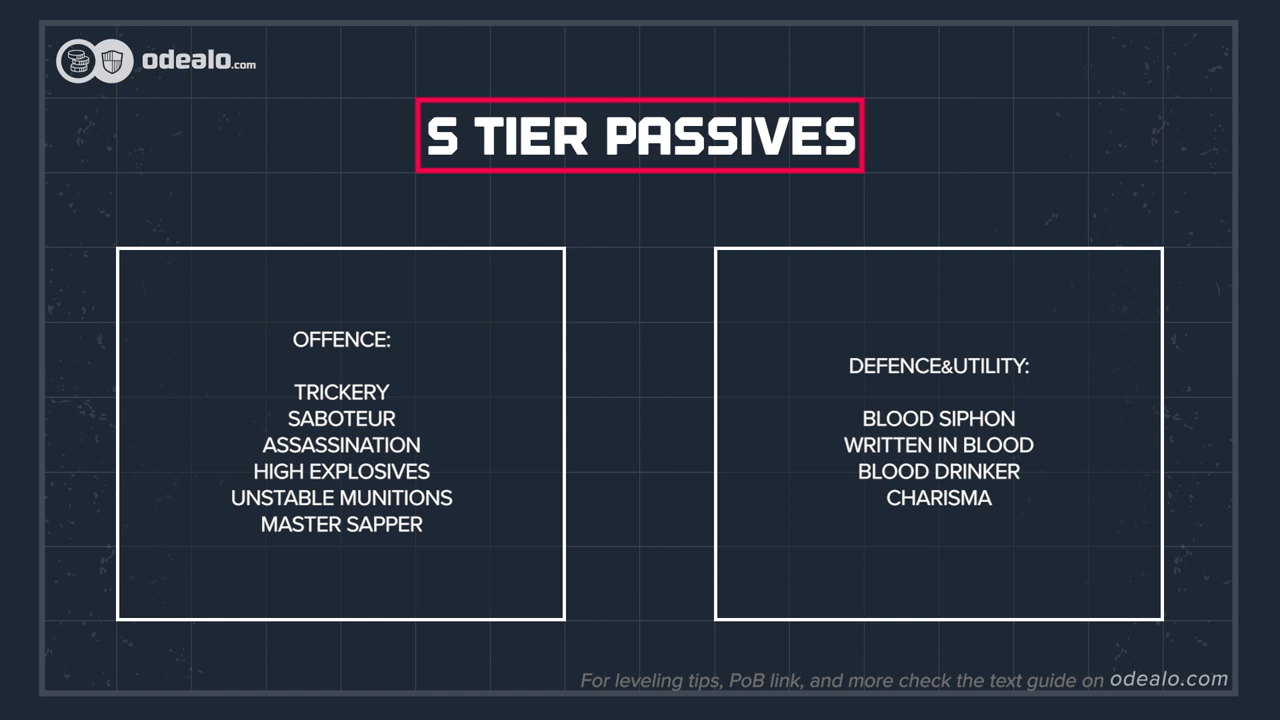 odealo.com
S TIER PASSIVES
OFFENCE:
TRICKERY
SABOTEUR
ASSASSINATION
HIGH EXPLOSIVES
UNSTABLE MUNITIONS
MASTER SAPPER
DEFENCE&UTILITY:
BLOOD SIPHON
WRITTEN IN BLOOD
BLOOD DRINKER
CHARISMA
For leveling tips, PoB link, and more check the text guide on odealo.com